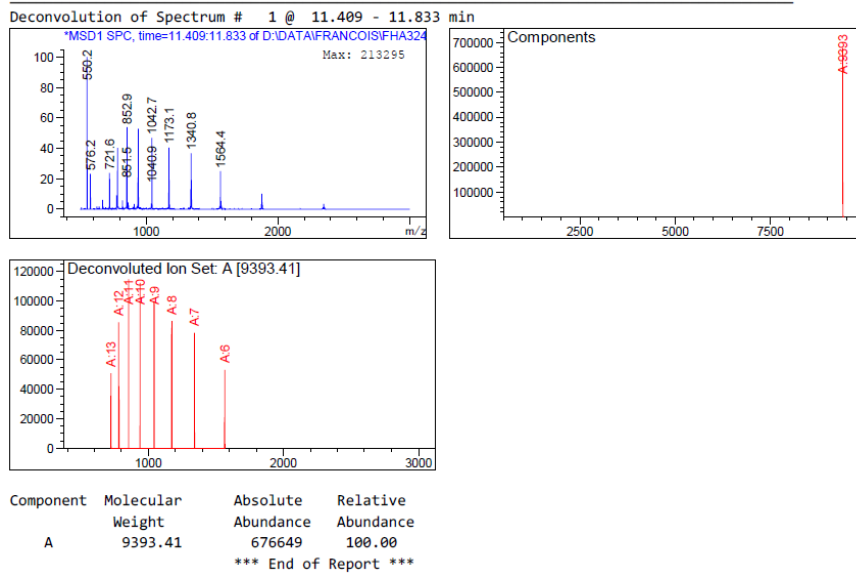 Deconvolution of Spectrum # 1 @ 11.409 - 11.833 min
*MSD1 SPC, time=11.409:11.833 of D:\DATA\FRANCOIS\FHA324
Max: 213295
100
80
60
40
20
0
550.2
576.2
721.6
851.5
852.9
1040.9
1042.7
1173.1
1340.8
1564.4
1000
2000
m/z
Components
700000
600000
500000
400000
300000
200000
100000
A:9393
2500
5000
7500
Deconvoluted Ion Set: A [9393.41]
120000
100000
80000
60000
40000
20000
0
A:13
A:12
A:11
A:10
A:9
A:8
A:7
A:6
1000
2000
3000
Component Molecular Absolute Relative
Weight Abundance Abundance
A 9393.41 676649 100.00
*** End of Report ***